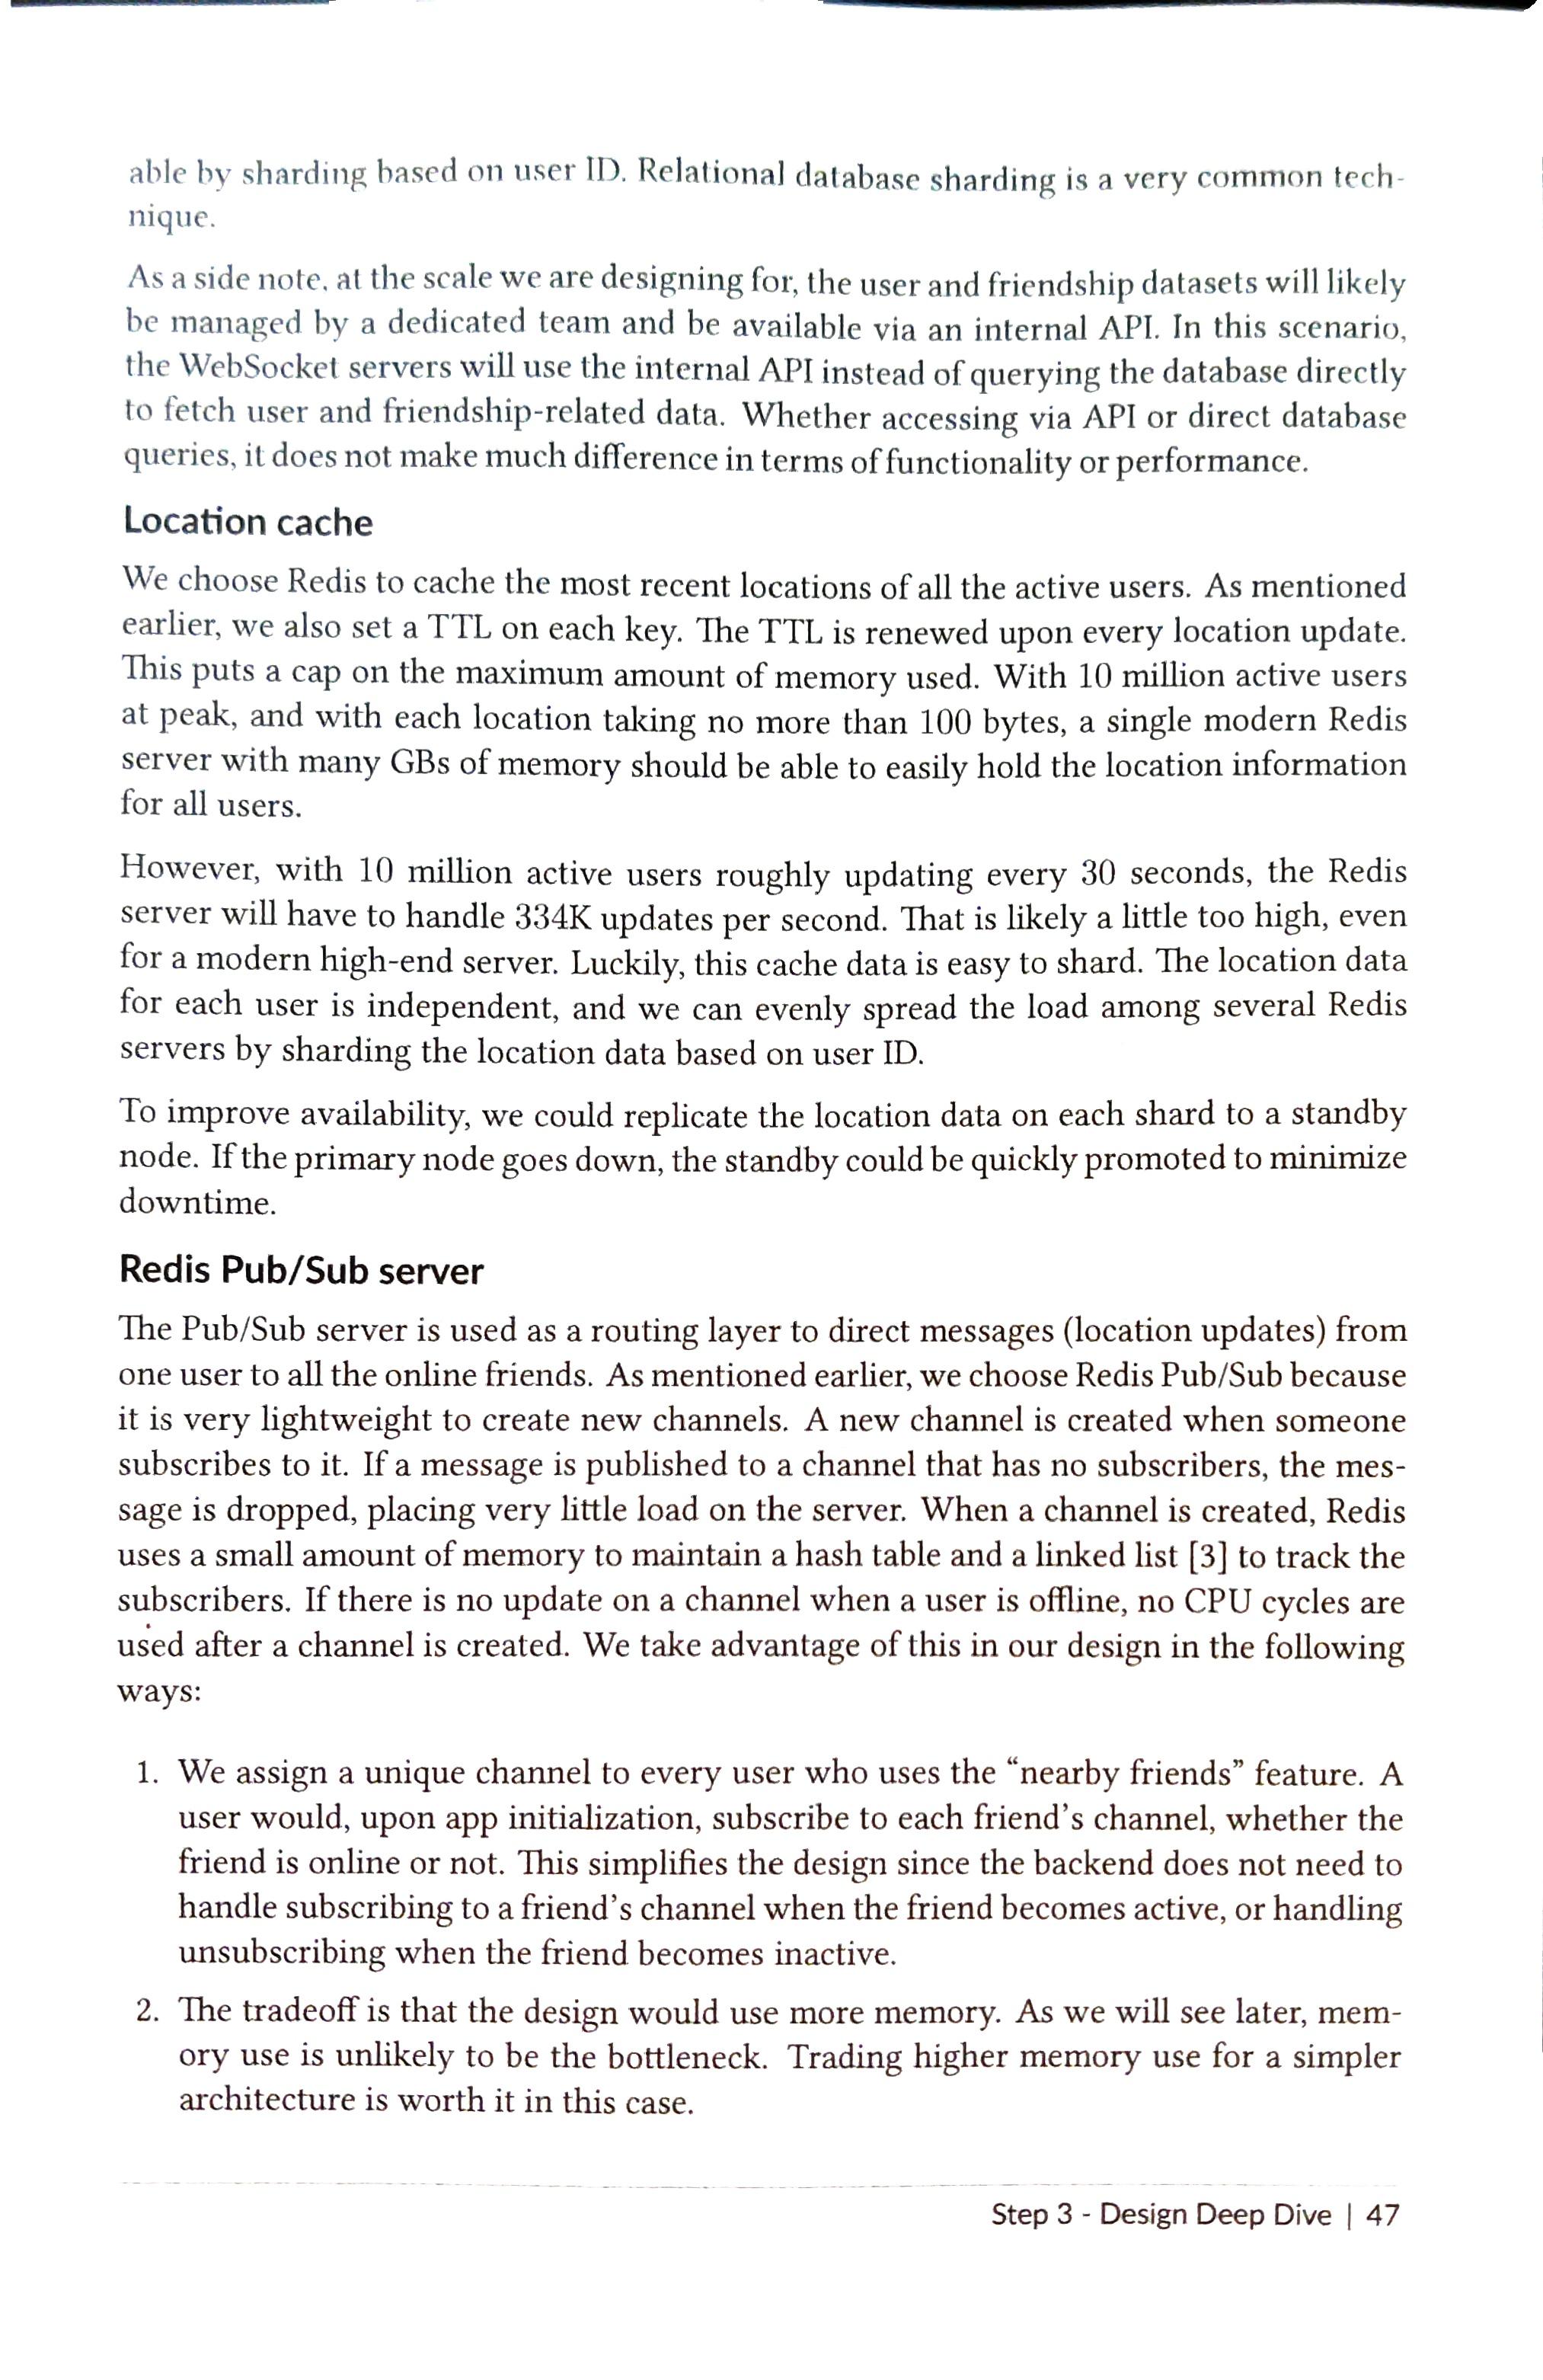 able by sharding based on user ID. Relational database sharding is a very common tech-
nique.
As a side note, at the scale we are designing for, the user and friendship datasets will likely
be managed by a dedicated team and be available via an internal API. In this scenario,
the WebSocket servers will use the internal API instead of querying the database directly
to fetch user and friendship-related data. Whether accessing via API or direct database
queries, it does not make much difference in terms of functionality or performance.
Location cache
We choose Redis to cache the most recent locations of all the active users. As mentioned
earlier, we also set a TTL on each key. The TTL is renewed upon every location update.
This puts a cap on the maximum amount of memory used. With 10 million active users
at peak, and with each location taking no more than 100 bytes, a single modern Redis
server with many GBs of memory should be able to easily hold the location information
for all users.
However, with 10 million active users roughly updating every 30 seconds, the Redis
server will have to handle 334K updates per second. That is likely a little too high, even
for a modern high-end server. Luckily, this cache data is easy to shard. The location data
for each user is independent, and we can evenly spread the load among several Redis
servers by sharding the location data based on user ID.
To improve availability, we could replicate the location data on each shard to a standby
node. If the primary node goes down, the standby could be quickly promoted to minimize
downtime.
Redis Pub/Sub server
The Pub/Sub server is used as a routing layer to direct messages (location updates) from
one user to all the online friends. As mentioned earlier, we choose Redis Pub/Sub because
it is very lightweight to create new channels. A new channel is created when someone
subscribes to it. If a message is published to a channel that has no subscribers, the mes-
sage is dropped, placing very little load on the server. When a channel is created, Redis
uses a small amount of memory to maintain a hash table and a linked list [3] to track the
subscribers. If there is no update on a channel when a user is offline, no CPU cycles are
used after a channel is created. We take advantage of this in our design in the following
ways:
1. We assign a unique channel to every user who uses the “nearby friends” feature. A
user would, upon app initialization, subscribe to each friend’s channel, whether the
friend is online or not. This simplifies the design since the backend does not need to
handle subscribing to a friend’s channel when the friend becomes active, or handling
unsubscribing when the friend becomes inactive.
2. The tradeoff is that the design would use more memory. As we will see later, mem-
ory use is unlikely to be the bottleneck. Trading higher memory use for a simpler
architecture is worth it in this case.
Step 3 - Design Deep Dive | 47